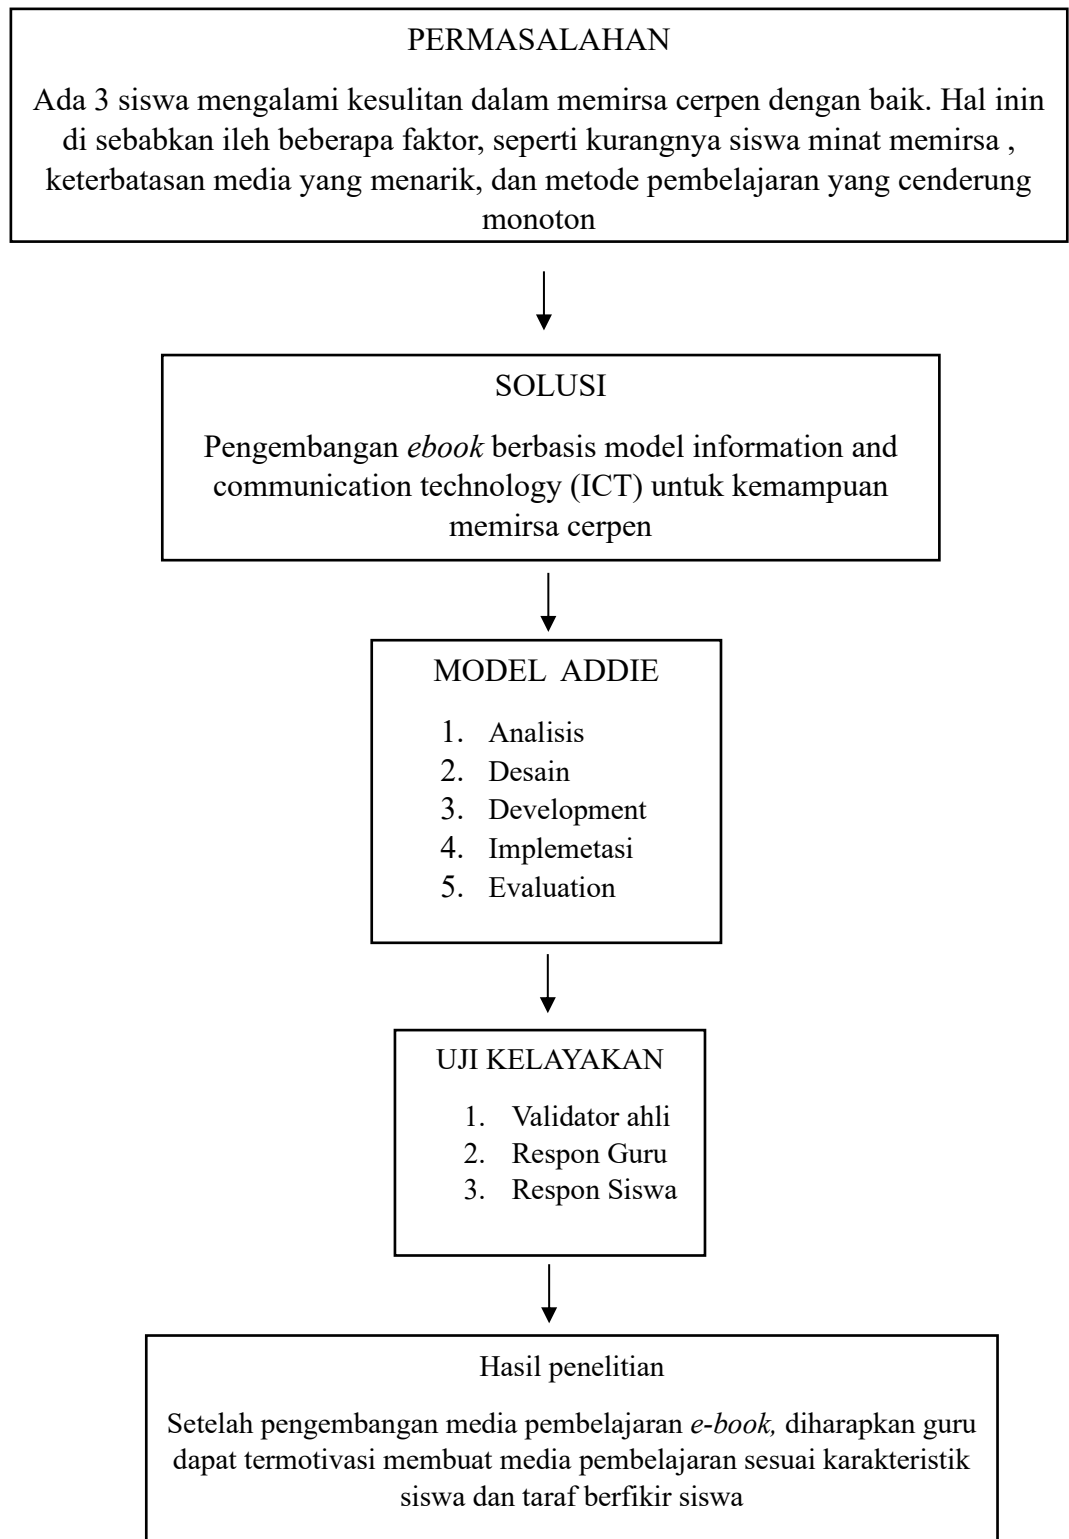 PERMASALAHAN
Ada 3 siswa mengalami kesulitan dalam memirsa cerpen dengan baik. Hal inin
di sebabkan ileh beberapa faktor, seperti kurangnya siswa minat memirsa ,
keterbatasan media yang menarik, dan metode pembelajaran yang cenderung
monoton
SOLUSI
Pengembangan ebook berbasis model information and
communication technology (ICT) untuk kemampuan
memirsa cerpen
MODEL ADDIE
1. Analisis
2. Desain
3. Development
4. Implemetasi
5. Evaluation
UJI KELAYAKAN
1. Validator ahli
2. Respon Guru
3. Respon Siswa
Hasil penelitian
Setelah pengembangan media pembelajaran e-book, diharapkan guru
dapat termotivasi membuat media pembelajaran sesuai karakteristik
siswa dan taraf berfikir siswa